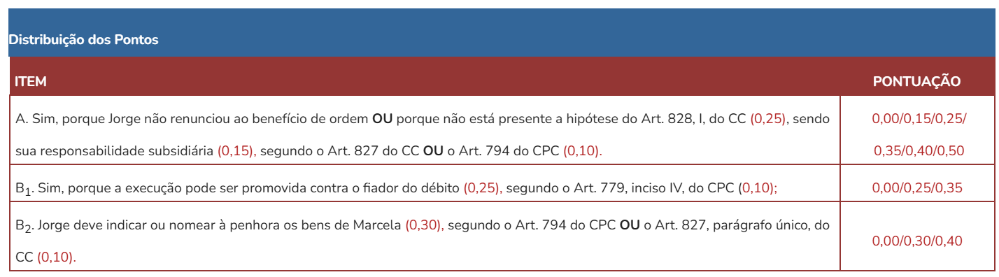 Distribuição dos Pontos
ITEM PONTUAÇÃO
A. Sim, porque Jorge não renunciou ao benefício de ordem OU porque não está presente a hipótese do Art. 828, I, do CC (0,25), sendo
sua responsabilidade subsidiária (0,15), segundo o Art. 827 do CC OU o Art. 794 do CPC (0,10).
0,00/0,15/0,25/
0,35/0,40/0,50
B1. Sim, porque a execução pode ser promovida contra o fiador do débito (0,25), segundo o Art. 779, inciso IV, do CPC (0,10);
0,00/0,25/0,35
B2. Jorge deve indicar ou nomear à penhora os bens de Marcela (0,30), segundo o Art. 794 do CPC OU o Art. 827, parágrafo único, do
CC (0,10).
0,00/0,30/0,40